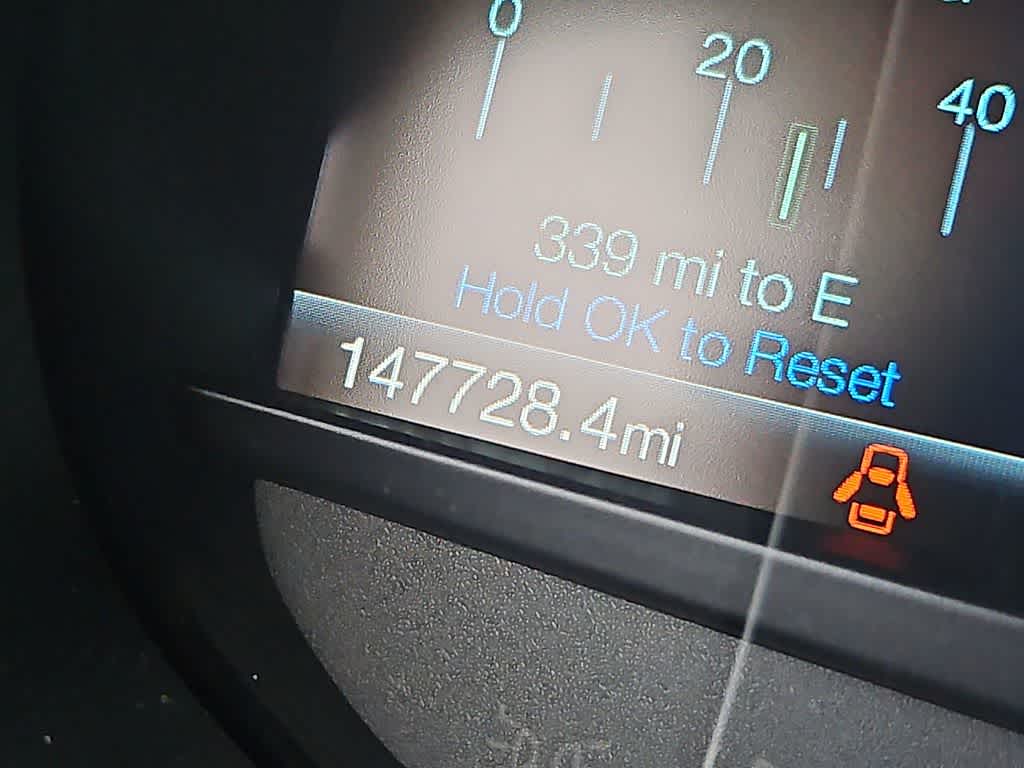 0 20 40
339 mi to E
Hold OK to Reset
147728.4mi